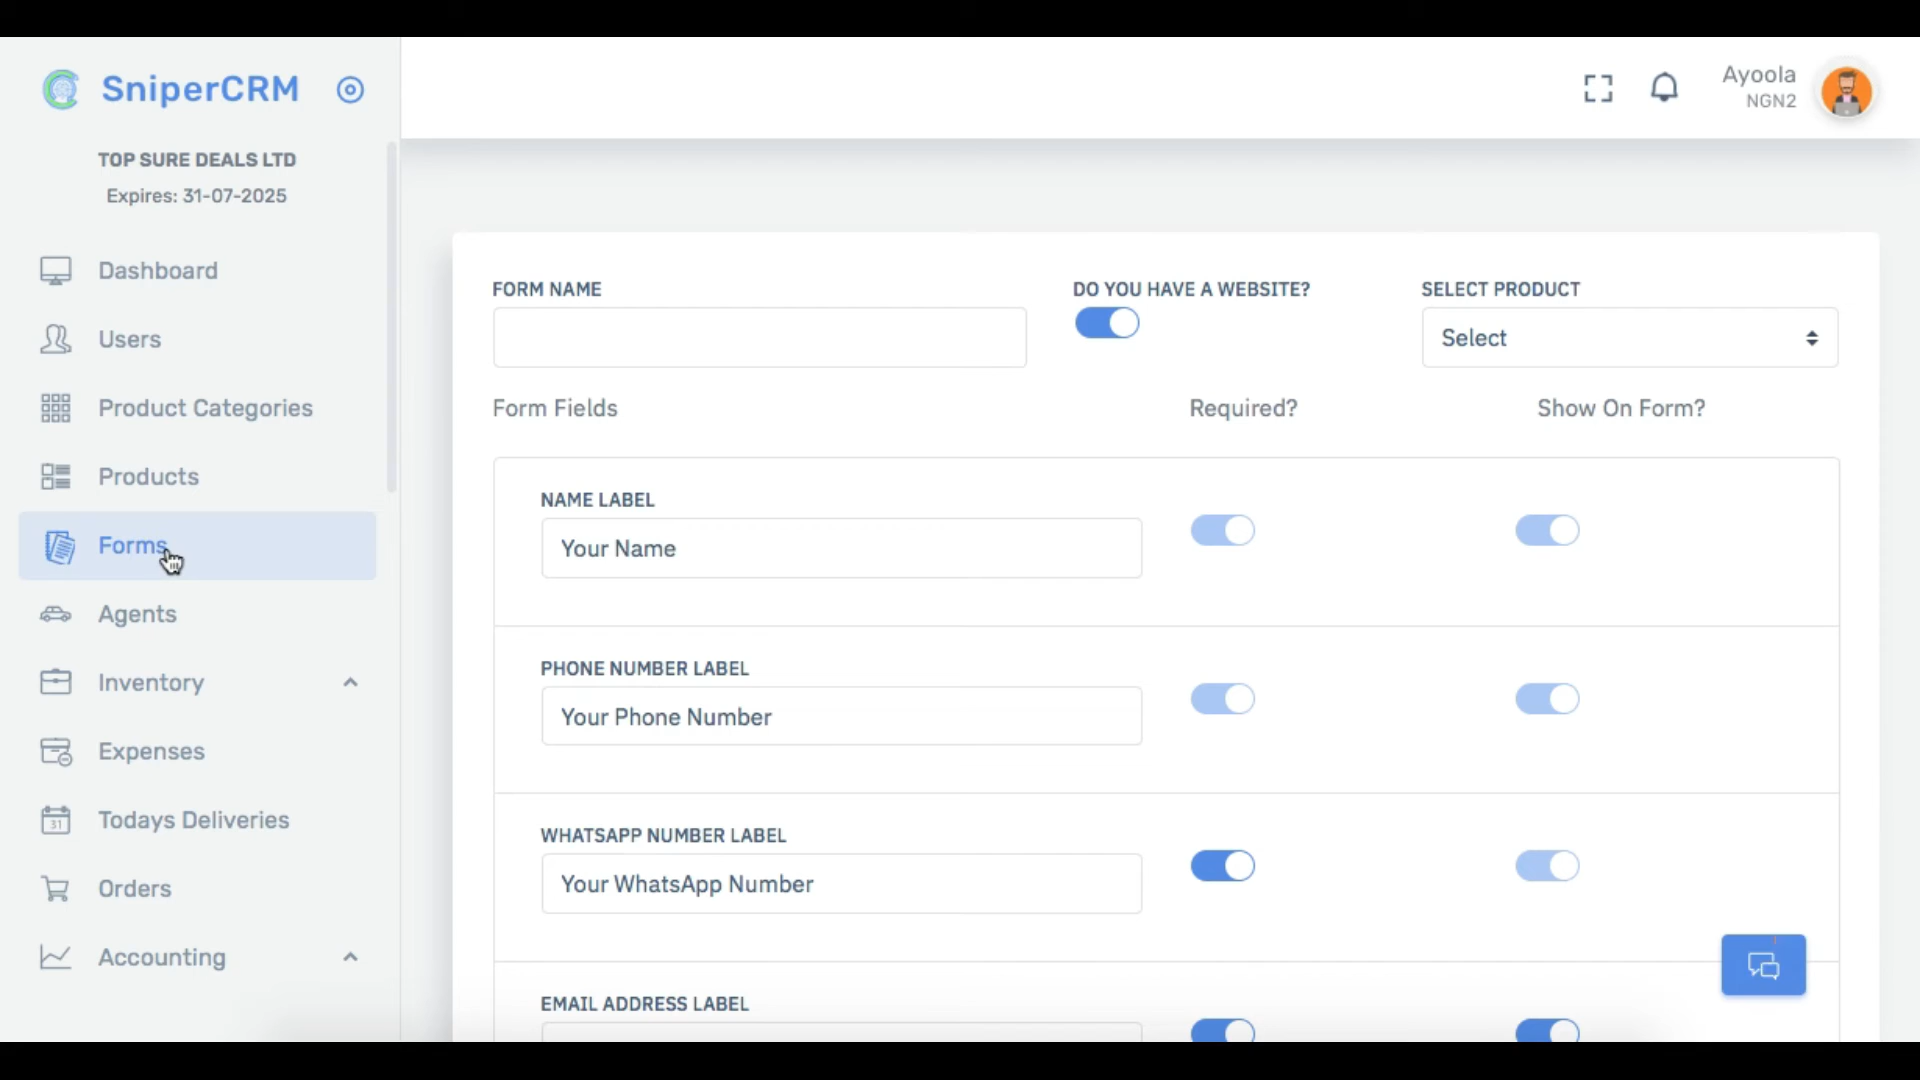 SniperCRM
TOP SURE DEALS LTD
Expires: 31-07-2025
Dashboard
Users
Product Categories
Products
Forms
Agents
Inventory
Expenses
31
Todays Deliveries
Orders
Accounting
Ayoola
NGN2
FORM NAME
DO YOU HAVE A WEBSITE?
SELECT PRODUCT
Select
Form Fields
Required?
Show On Form?
NAME LABEL
Your Name
PHONE NUMBER LABEL
Your Phone Number
WHATSAPP NUMBER LABEL
Your WhatsApp Number
EMAIL ADDRESS LABEL